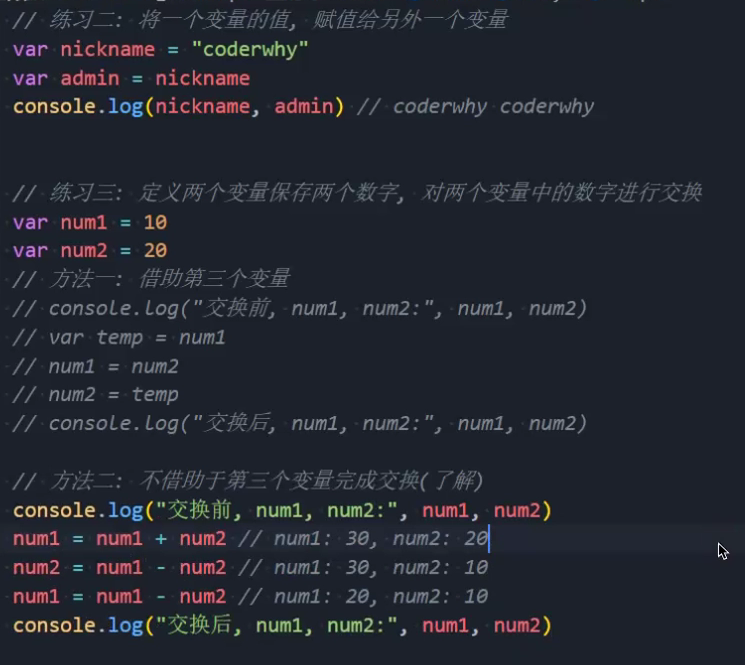 // 练习二: 将一个变量的值, 赋值给另外一个变量
var nickname = "coderwhy"
var admin = nickname
console.log(nickname, admin) // coderwhy coderwhy
// 练习三: 定义两个变量保存两个数字, 对两个变量中的数字进行交换
var num1 = 10
var num2 = 20
// 方法一: 借助第三个变量
// console.log("交换前, num1, num2:", num1, num2)
// var temp = num1
// num1 = num2
// num2 = temp
// console.log("交换后, num1, num2:", num1, num2)
// 方法二: 不借助于第三个变量完成交换(了解)
console.log("交换前, num1, num2:", num1, num2)
num1 = num1 + num2 // num1: 30, num2: 20
num2 = num1 - num2 // num1: 30, num2: 10
num1 = num1 - num2 // num1: 20, num2: 10
console.log("交换后, num1, num2:", num1, num2)